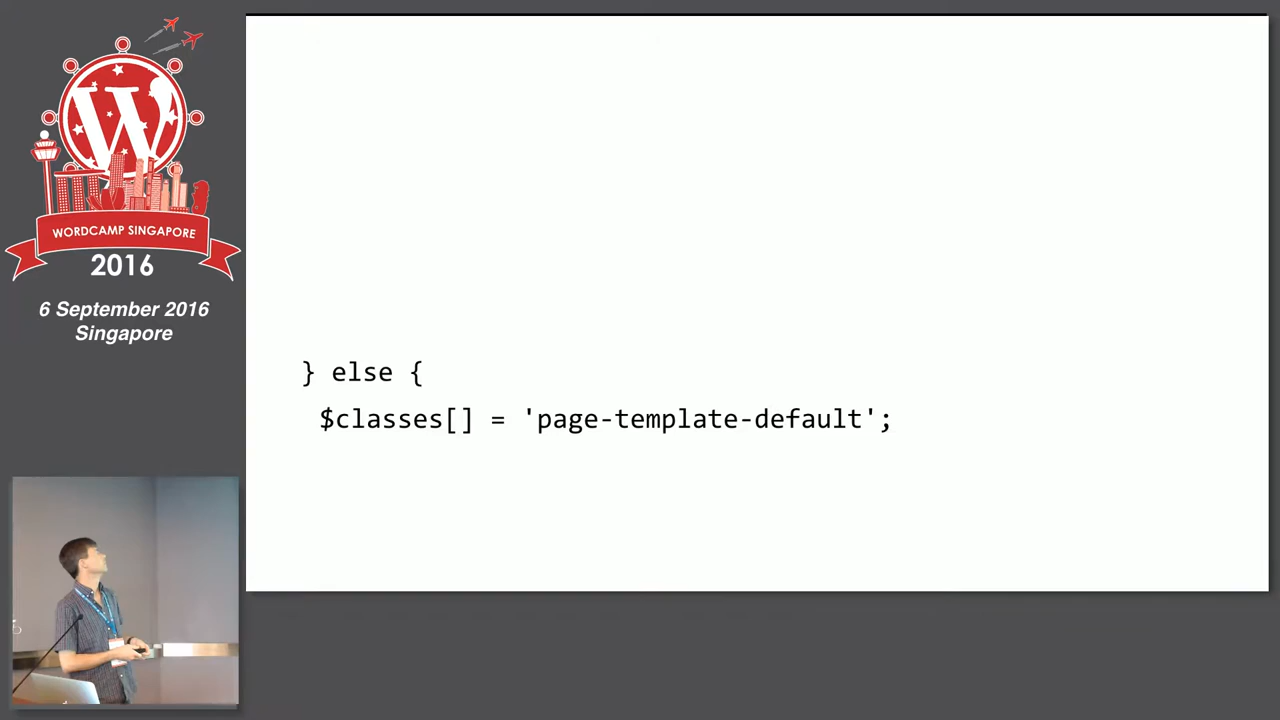 W
WORDCAMP SINGAPORE
2016
6 September 2016
Singapore
} else {
$classes[] = 'page-template-default';